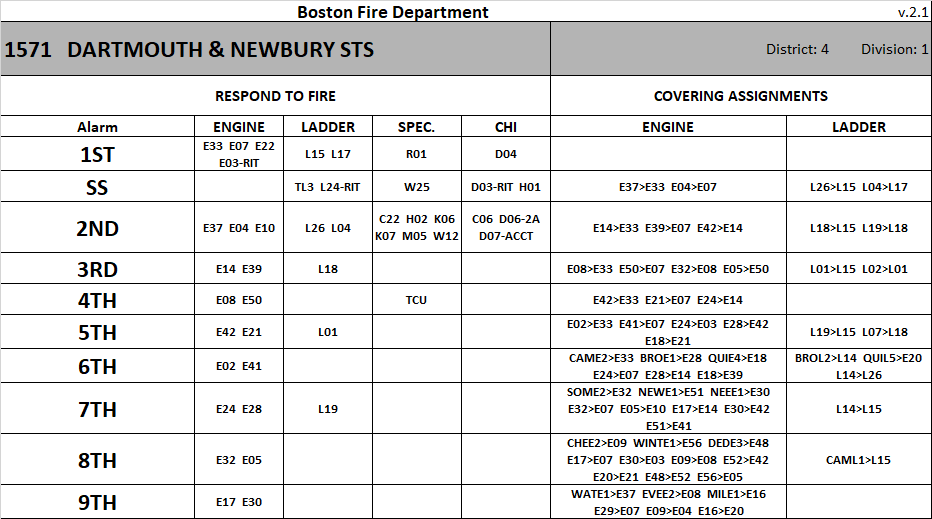 Boston Fire Department v.2.1
1571 DARTMOUTH & NEWBURY STS District: 4 Division: 1
RESPOND TO FIRE COVERING ASSIGNMENTS
Alarm ENGINE LADDER SPEC. CHI ENGINE LADDER
1ST E33 E07 E22 E03-RIT L15 L17 R01 D04
SS TL3 L24-RIT W25 D03-RIT H01 E37>E33 E04>E07 L26>L15 L04>L17
2ND E37 E04 E10 L26 L04 C22 H02 K06 K07 M05 W12 C06 D06-2A D07-ACCT E14>E33 E39>E07 E42>E14 L18>L15 L19>L18
3RD E14 E39 L18 E08>E33 E50>E07 E32>E08 E05>E50 L01>L15 L02>L01
4TH E08 E50 TCU E42>E33 E21>E07 E24>E14
5TH E42 E21 L01 E02>E33 E41>E07 E24>E03 E28>E42 E18>E21 L19>L15 L07>L18
6TH E02 E41 CAME2>E33 BROE1>E28 QUIE4>E18 E24>E07 E28>E14 E18>E39 BROL2>L14 QUIL5>E20 L14>L26
7TH E24 E28 L19 SOME2>E32 NEWE1>E51 NEEE1>E30 E32>E07 E05>E10 E17>E14 E30>E42 E51>E41 L14>L15
8TH E32 E05 CHEE2>E09 WINTE1>E56 DEDE3>E48 E17>E07 E30>E03 E09>E08 E52>E42 E20>E21 E48>E52 E56>E05 CAML1>L15
9TH E17 E30 WATE1>E37 EVEE2>E08 MILE1>E16 E29>E07 E09>E04 E16>E20